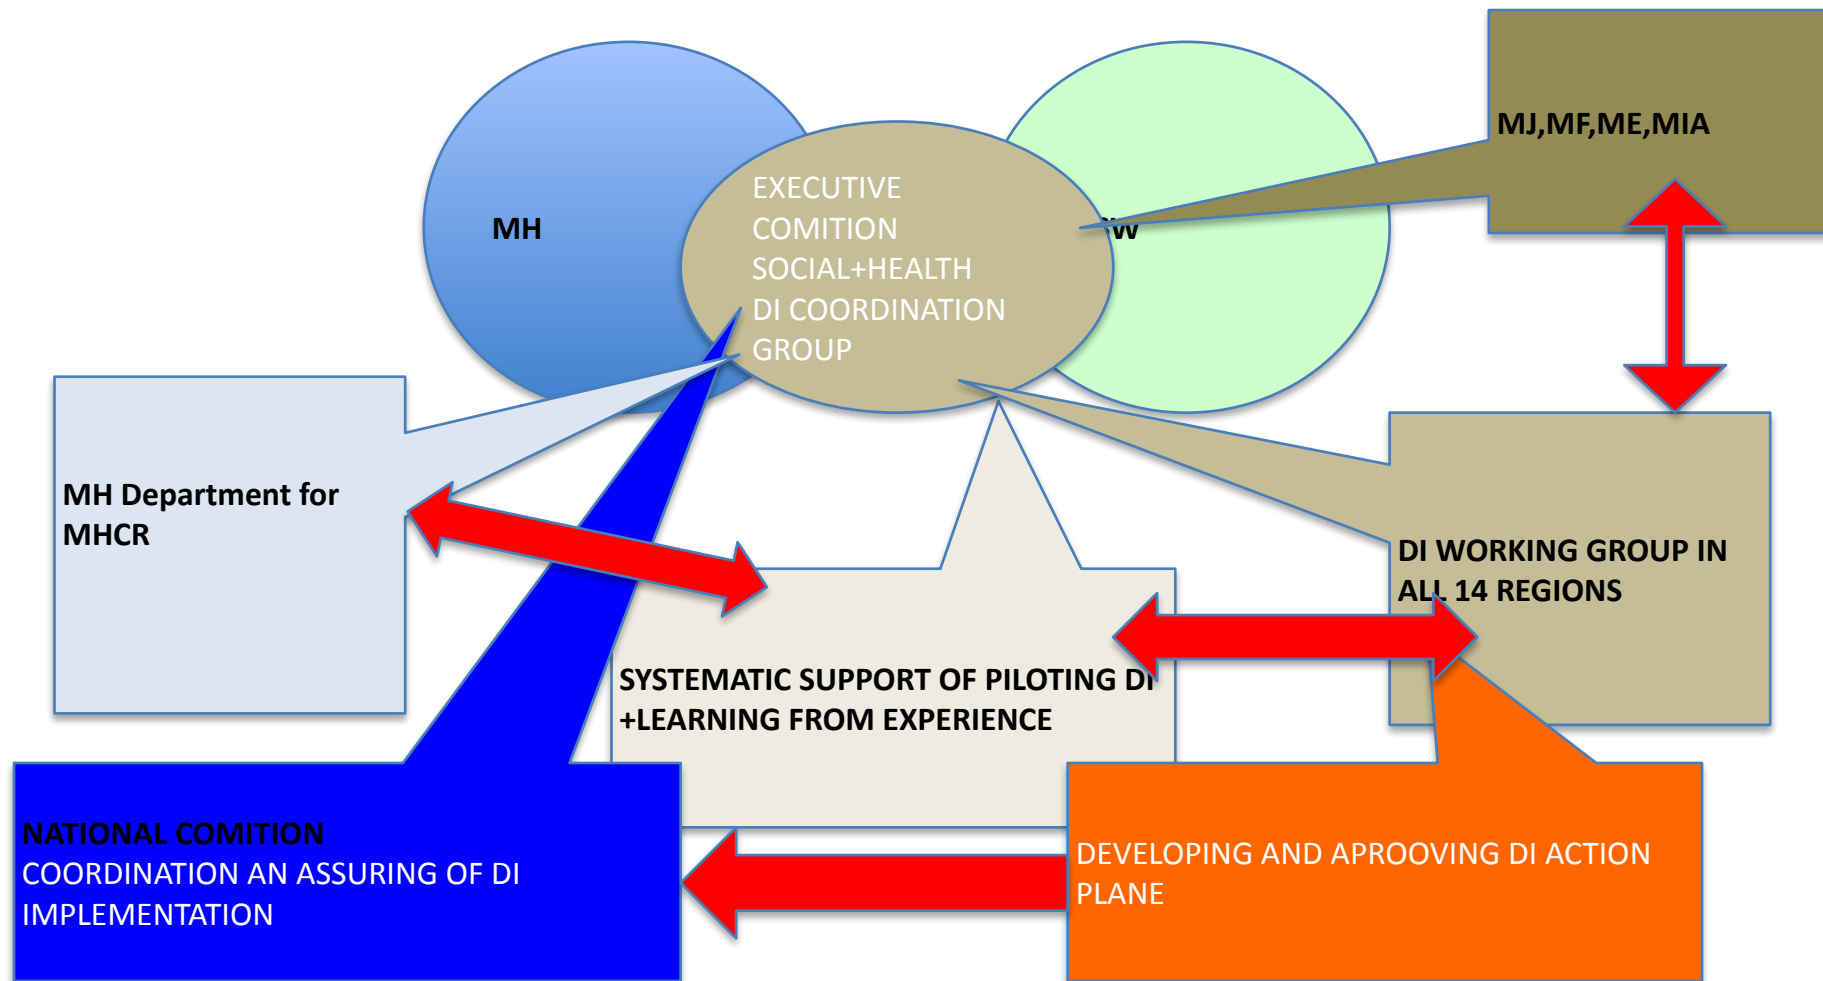 MJ,MF,ME,MIA
MH
EXECUTIVE
COMITION
SOCIAL+HEALTH
DI COORDINATION
GROUP
MH Department for
MHCR
DI WORKING GROUP IN
ALL 14 REGIONS
SYSTEMATIC SUPPORT OF PILOTING DI
+LEARNING FROM EXPERIENCE
NATIONAL COMITION
COORDINATION AN ASSURING OF DI
IMPLEMENTATION
DEVELOPING AND APROOVING DI ACTION
PLANE